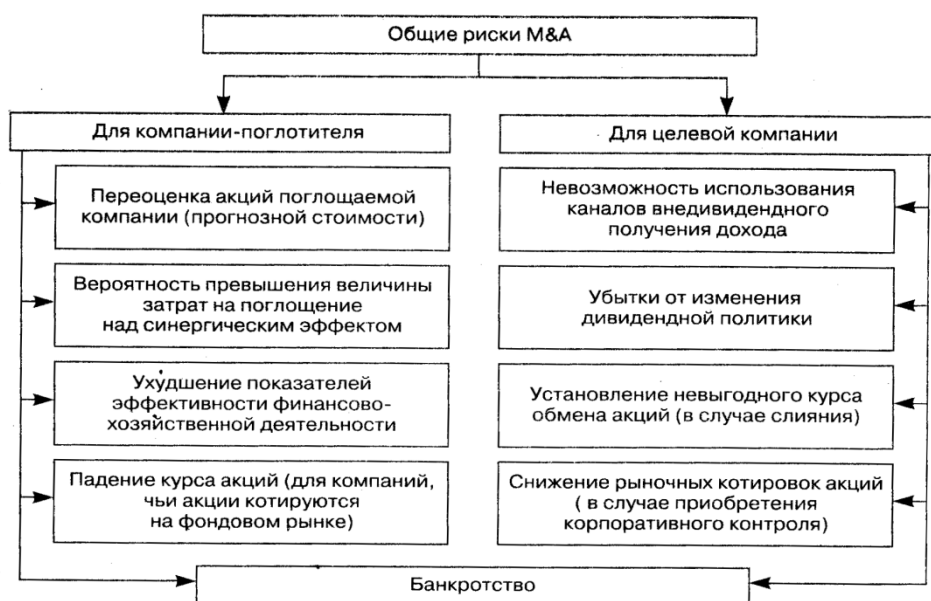 Общие риски M&A
Для компании-поглотителя
Для целевой компании
Переоценка акций поглощаемой
компании (прогнозной стоимости)
Вероятность превышения величины
затрат на поглощение
над синергическим эффектом
Ухудшение показателей
эффективности финансово-
хозяйственной деятельности
Падение курса акций (для компаний,
чьи акции котируются
на фондовом рынке)
Невозможность использования
каналов внедивидендного
получения дохода
Убытки от изменения
дивидендной политики
Установление невыгодного курса
обмена акций (в случае слияния)
Снижение рыночных котировок акций
( в случае приобретения
корпоративного контроля)
Банкротство